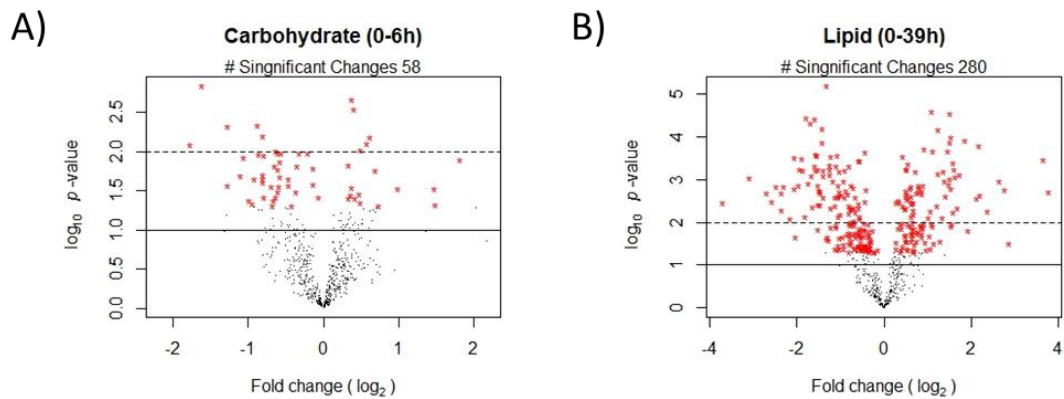 A)
Carbohydrate (0-6h)
# Singnificant Changes 58
log10 p -value
2.5
2.0
1.5
1.0
0.5
0.0
-2 -1 0 1 2
Fold change ( log2 )
B)
Lipid (0-39h)
# Singnificant Changes 280
log10 p -value
5
4
3
2
1
0
-4 -2 0 2 4
Fold change ( log2 )